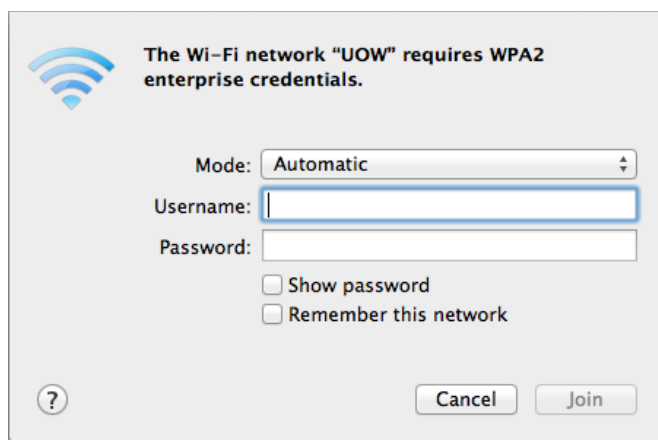 The Wi-Fi network “UOW” requires WPA2
enterprise credentials.
Mode: Automatic
Username:
Password:
Show password
Remember this network
? Cancel Join